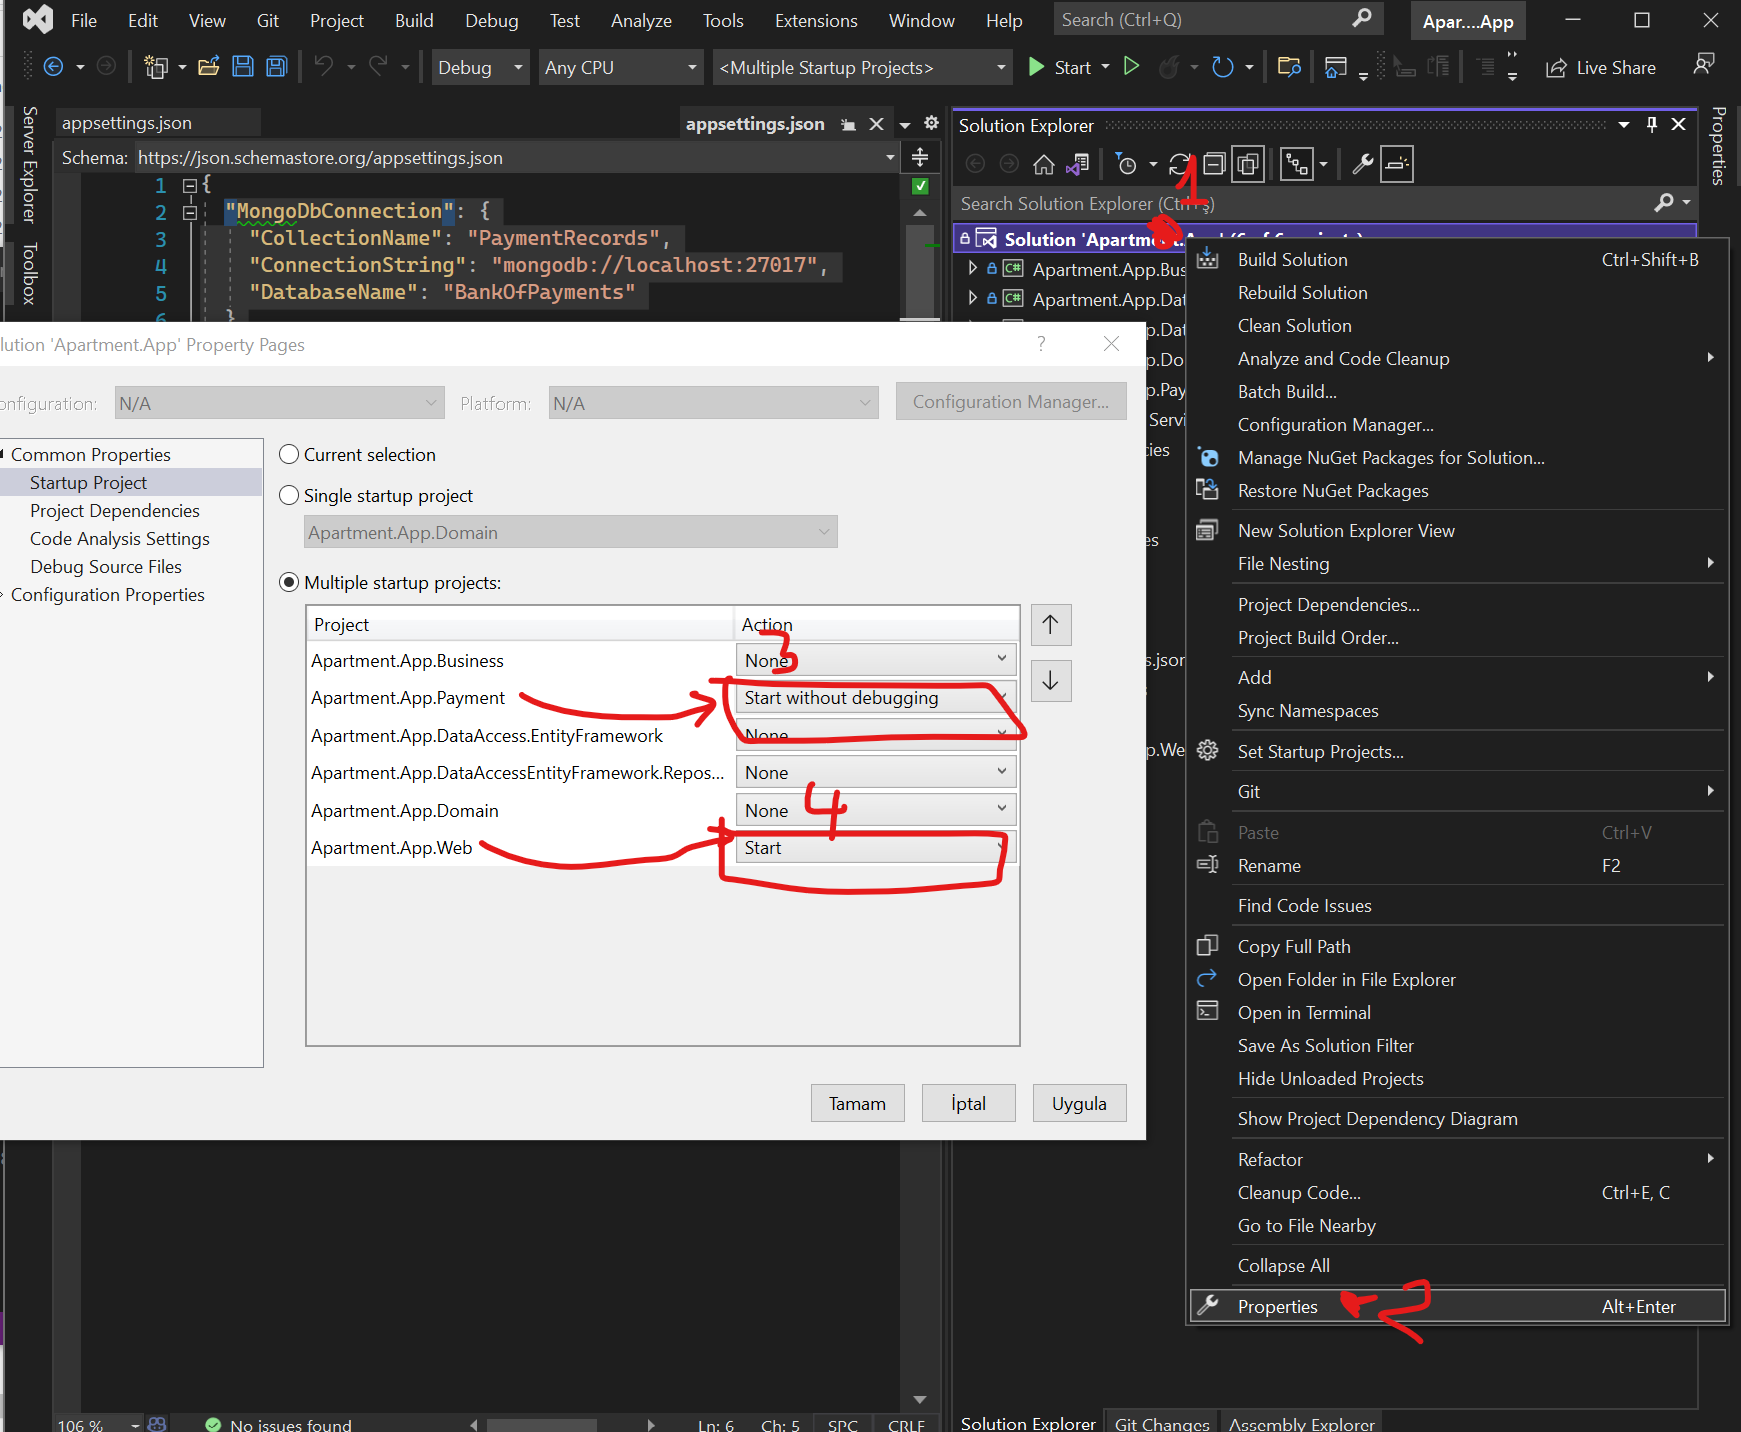 File Edit View Git Project Build Debug Test Analyze Tools Extensions Window Help Search (Ctrl+Q) Apar....App
Debug Any CPU <Multiple Startup Projects> Start Live Share
Server Explorer
Toolbox
appsettings.json
appsettings.json
Schema: https://json.schemastore.org/appsettings.json
1 {
2 "MongoDbConnection": {
3 "CollectionName": "PaymentRecords",
4 "ConnectionString": "mongodb://localhost:27017",
5 "DatabaseName": "BankOfPayments"
6 }
Solution Explorer
Properties
1
Search Solution Explorer (Ctrl+ş)
Solution 'Apartment.App'
Apartment.App.Bus
Apartment.App.Dat
p.Dat
p.Do
p.Pay
Servi
ies
es
s.json
p.We
lution 'Apartment.App' Property Pages ?
onfiguration: N/A Platform: N/A Configuration Manager...
Common Properties
Startup Project
Project Dependencies
Code Analysis Settings
Debug Source Files
Configuration Properties
Current selection
Single startup project
Apartment.App.Domain
Multiple startup projects:
Project Action
3
Apartment.App.Business None
Apartment.App.Payment Start without debugging
Apartment.App.DataAccess.EntityFramework None
Apartment.App.DataAccessEntityFramework.Repos... None
Apartment.App.Domain None
4
Apartment.App.Web Start
Tamam İptal Uygula
Build Solution Ctrl+Shift+B
Rebuild Solution
Clean Solution
Analyze and Code Cleanup
Batch Build...
Configuration Manager...
Manage NuGet Packages for Solution...
Restore NuGet Packages
New Solution Explorer View
File Nesting
Project Dependencies...
Project Build Order...
Add
Sync Namespaces
Set Startup Projects...
Git
Paste Ctrl+V
Rename F2
Find Code Issues
Copy Full Path
Open Folder in File Explorer
Open in Terminal
Save As Solution Filter
Hide Unloaded Projects
Show Project Dependency Diagram
Refactor
Cleanup Code... Ctrl+E, C
Go to File Nearby
Collapse All
Properties Alt+Enter
2
106 % No issues found Ln: 6 Ch: 5 SPC CRLF
Solution Explorer Git Changes Assembly Explorer